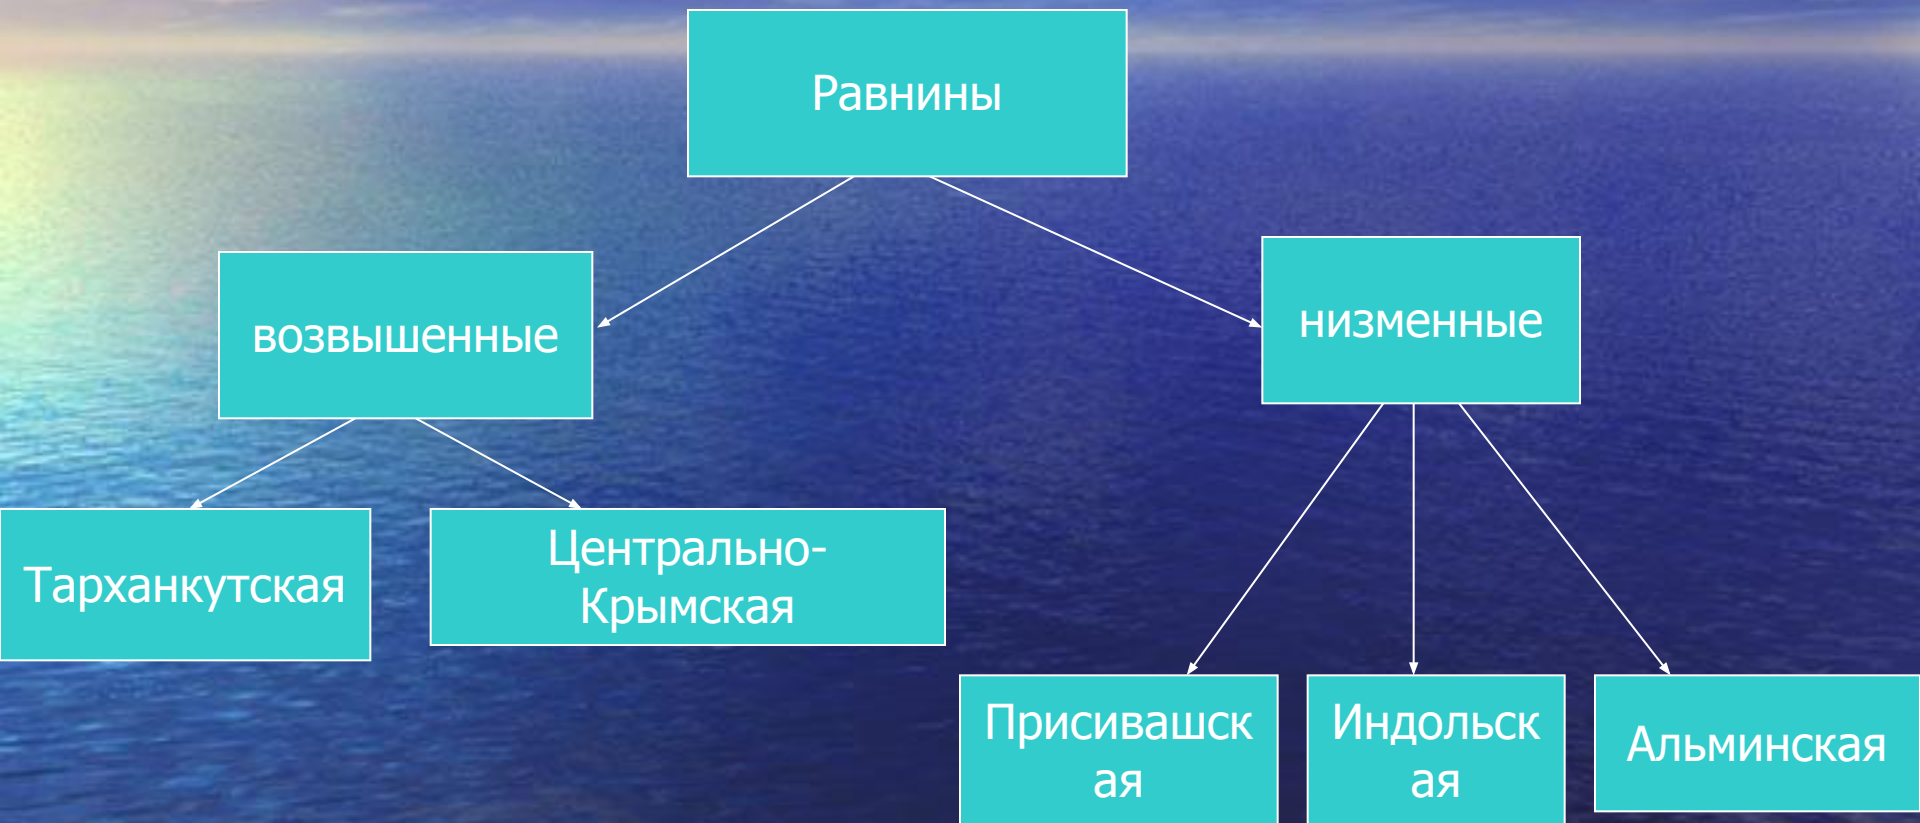 Равнины
возвышенные
низменные
Тарханкутская
Центрально-
Крымская
Присивашск
ая
Индольск
ая
Альминская